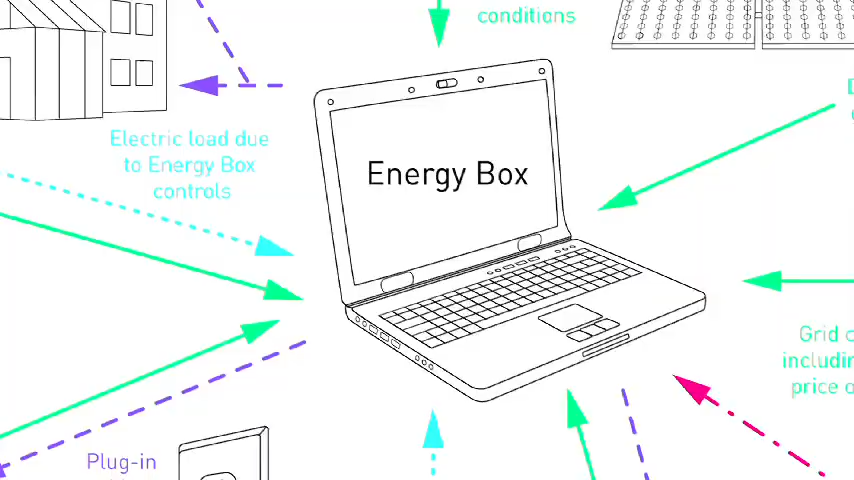 conditions
Electric load due
to Energy Box
controls
Energy Box
Grid
includin
price o
Plug-in